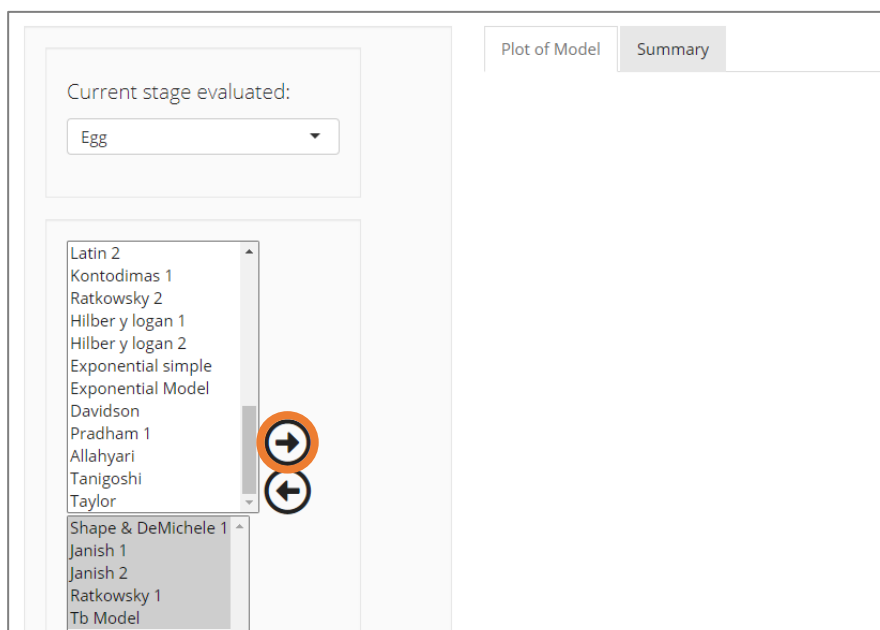 Plot of Model
Summary
Current stage evaluated:
Egg
Latin 2
Kontodimas 1
Ratkowsky 2
Hilber y logan 1
Hilber y logan 2
Exponential simple
Exponential Model
Davidson
Pradham 1
Allahyari
Tanigoshi
Taylor
Shape & DeMichele 1
Janish 1
Janish 2
Ratkowsky 1
Tb Model